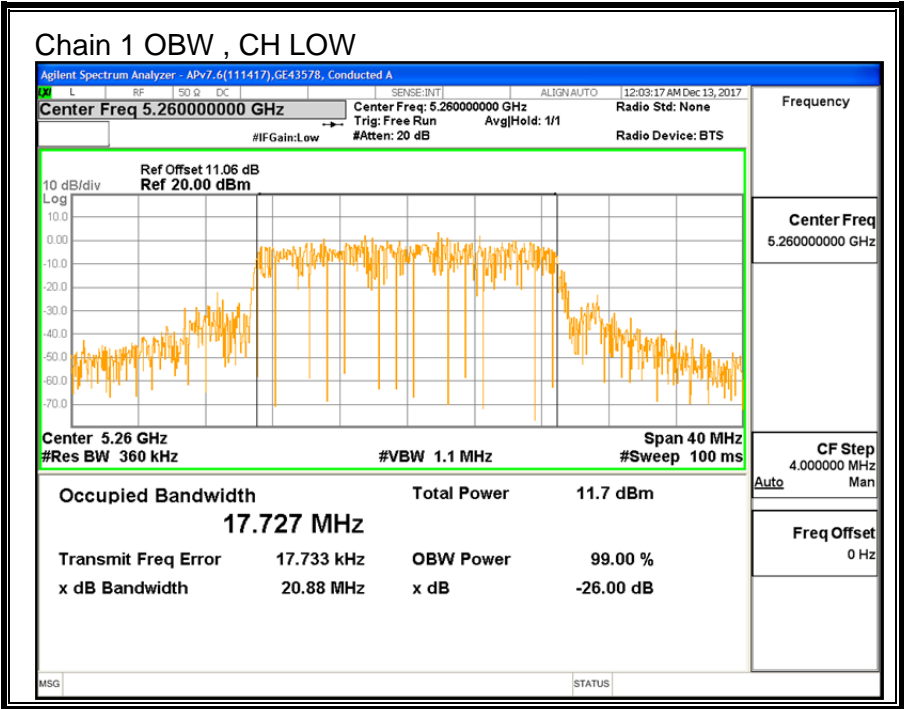 Chain 1 OBW , CH LOW
Agilent Spectrum Analyzer - APv7.6(111417),GE43578, Conducted A
LXI L RF 50 Ω DC SENSE:INT ALIGN AUTO 12:03:17 AM Dec 13, 2017
Center Freq 5.260000000 GHz
Center Freq: 5.260000000 GHz Radio Std: None
Trig: Free Run Avg|Hold: 1/1
#IFGain:Low #Atten: 20 dB Radio Device: BTS
Ref Offset 11.06 dB
10 dB/div Ref 20.00 dBm
Log
10.0
0.00
-10.0
-20.0
-30.0
-40.0
-50.0
-60.0
-70.0
Center 5.26 GHz Span 40 MHz
#Res BW 360 kHz #VBW 1.1 MHz #Sweep 100 ms
Occupied Bandwidth Total Power 11.7 dBm
17.727 MHz
Transmit Freq Error 17.733 kHz OBW Power 99.00 %
x dB Bandwidth 20.88 MHz x dB -26.00 dB
Frequency
Center Freq
5.260000000 GHz
CF Step
4.000000 MHz
Auto Man
Freq Offset
0 Hz
MSG STATUS